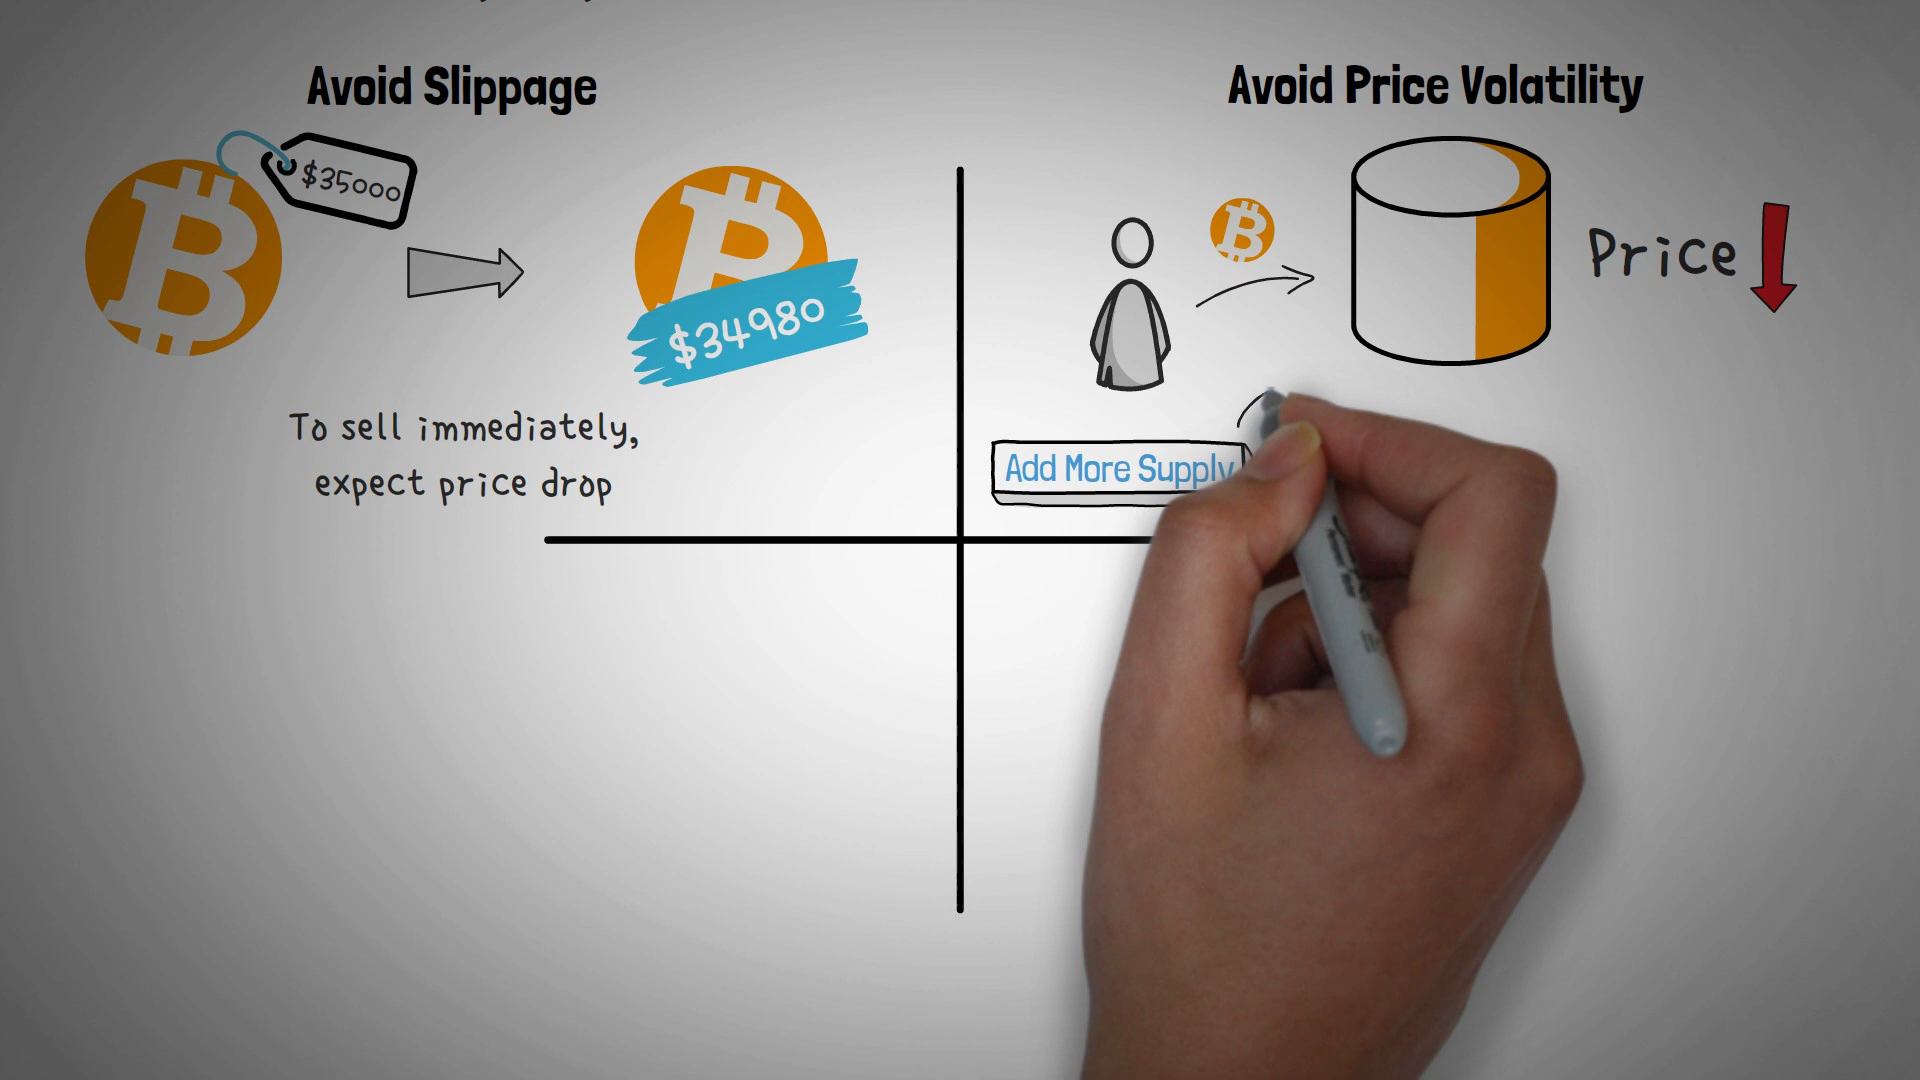 Avoid Slippage
$35000
$34980
To sell immediately,
expect price drop
Avoid Price Volatility
Price
Add More Supply